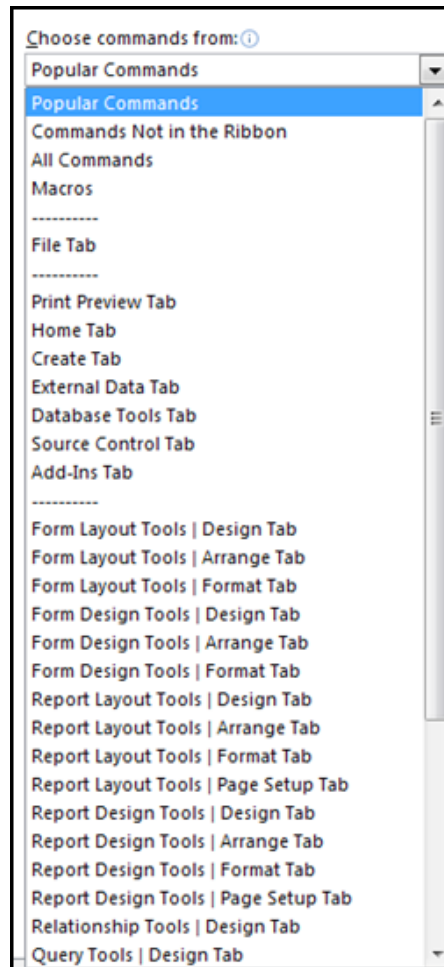 Choose commands from:
Popular Commands
Popular Commands
Commands Not in the Ribbon
All Commands
Macros
----------
File Tab
----------
Print Preview Tab
Home Tab
Create Tab
External Data Tab
Database Tools Tab
Source Control Tab
Add-Ins Tab
----------
Form Layout Tools | Design Tab
Form Layout Tools | Arrange Tab
Form Layout Tools | Format Tab
Form Design Tools | Design Tab
Form Design Tools | Arrange Tab
Form Design Tools | Format Tab
Report Layout Tools | Design Tab
Report Layout Tools | Arrange Tab
Report Layout Tools | Format Tab
Report Layout Tools | Page Setup Tab
Report Design Tools | Design Tab
Report Design Tools | Arrange Tab
Report Design Tools | Format Tab
Report Design Tools | Page Setup Tab
Relationship Tools | Design Tab
Query Tools | Design Tab